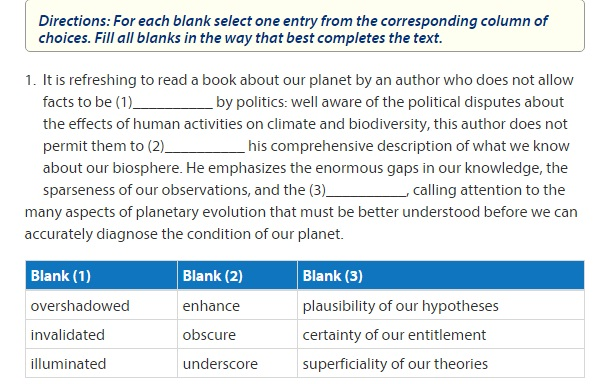 Directions: For each blank select one entry from the corresponding column of
choices. Fill all blanks in the way that best completes the text.
1. It is refreshing to read a book about our planet by an author who does not allow
facts to be (1)__________ by politics: well aware of the political disputes about
the effects of human activities on climate and biodiversity, this author does not
permit them to (2)__________ his comprehensive description of what we know
about our biosphere. He emphasizes the enormous gaps in our knowledge, the
sparseness of our observations, and the (3)__________, calling attention to the
many aspects of planetary evolution that must be better understood before we can
accurately diagnose the condition of our planet.
Blank (1) Blank (2) Blank (3)
overshadowed enhance plausibility of our hypotheses
invalidated obscure certainty of our entitlement
illuminated underscore superficiality of our theories